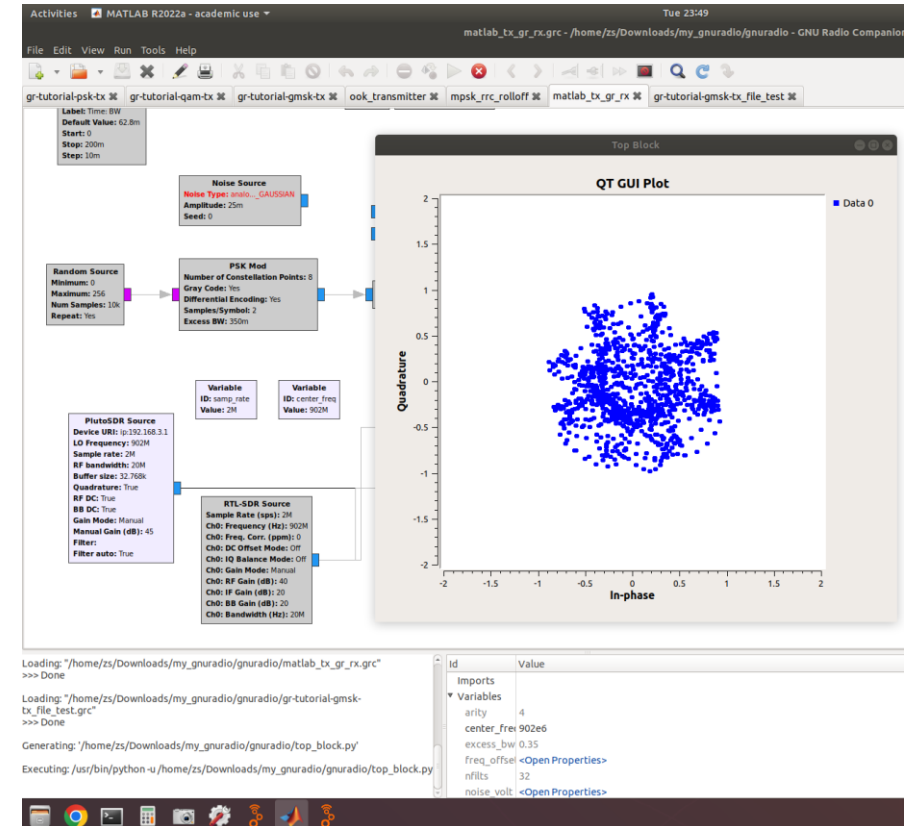 Activities MATLAB R2022a - academic use Tue 23:49
matlab_tx_gr_rx.grc - /home/zs/Downloads/my_gnuradio/gnuradio - GNU Radio Companion
File Edit View Run Tools Help
gr-tutorial-psk-tx gr-tutorial-qam-tx gr-tutorial-gmsk-tx ook_transmitter mpsk_rrc_rolloff matlab_tx_gr_rx gr-tutorial-gmsk-tx_file_test
Label: Time: BW
Default Value: 62.8m
Start: 0
Stop: 200m
Step: 10m
Noise Source
Noise Type: analo..._GAUSSIAN
Amplitude: 25m
Seed: 0
Random Source
Minimum: 0
Maximum: 256
Num Samples: 10k
Repeat: Yes
PSK Mod
Number of Constellation Points: 8
Gray Code: Yes
Differential Encoding: Yes
Samples/Symbol: 2
Excess BW: 350m
Variable
ID: samp_rate
Value: 2M
Variable
ID: center_freq
Value: 902M
PlutoSDR Source
Device URI: ip:192.168.3.1
LO Frequency: 902M
Sample rate: 2M
RF bandwidth: 20M
Buffer size: 32.768k
Quadrature: True
RF DC: True
BB DC: True
Gain Mode: Manual
Manual Gain (dB): 45
Filter:
Filter auto: True
RTL-SDR Source
Sample Rate (sps): 2M
Ch0: Frequency (Hz): 902M
Ch0: Freq. Corr. (ppm): 0
Ch0: DC Offset Mode: Off
Ch0: IQ Balance Mode: Off
Ch0: Gain Mode: Manual
Ch0: RF Gain (dB): 40
Ch0: IF Gain (dB): 20
Ch0: BB Gain (dB): 20
Ch0: Bandwidth (Hz): 20M
Top Block
QT GUI Plot
Data 0
Quadrature
2
1.5
1
0.5
0
-0.5
-1
-1.5
-2
-2 -1.5 -1 -0.5 0 0.5 1 1.5 2
In-phase
Loading: "/home/zs/Downloads/my_gnuradio/gnuradio/matlab_tx_gr_rx.grc"
>>> Done
Loading: "/home/zs/Downloads/my_gnuradio/gnuradio/gr-tutorial-gmsk-
tx_file_test.grc"
>>> Done
Generating: '/home/zs/Downloads/my_gnuradio/gnuradio/top_block.py'
Executing: /usr/bin/python -u /home/zs/Downloads/my_gnuradio/gnuradio/top_block.py
Id Value
Imports
Variables
arity 4
center_fre 902e6
excess_bw 0.35
freq_offset <Open Properties>
nfilts 32
noise_volt <Open Properties>